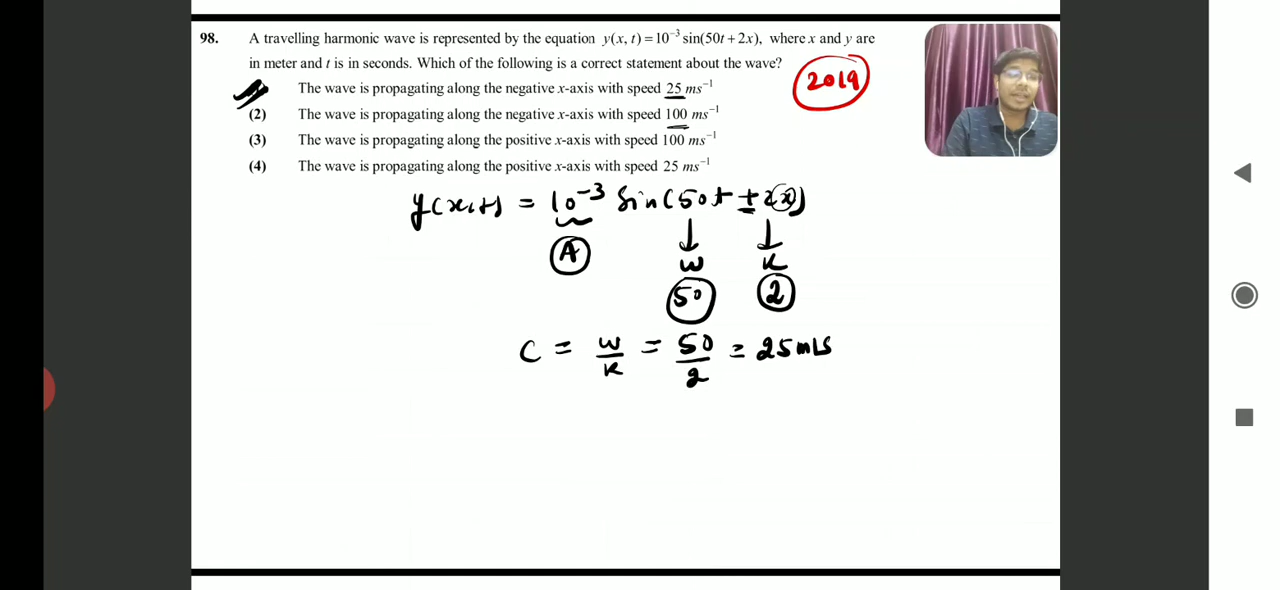 98. A travelling harmonic wave is represented by the equation y(x, t) = 10⁻³ sin(50t + 2x), where x and y are
in meter and t is in seconds. Which of the following is a correct statement about the wave?
2019
The wave is propagating along the negative x-axis with speed 25 ms⁻¹
(2) The wave is propagating along the negative x-axis with speed 100 ms⁻¹
(3) The wave is propagating along the positive x-axis with speed 100 ms⁻¹
(4) The wave is propagating along the positive x-axis with speed 25 ms⁻¹
y(x,t) = 10⁻³ sin(50t + 2x)
A
w k
50 2
C = w/k = 50/2 = 25m/s